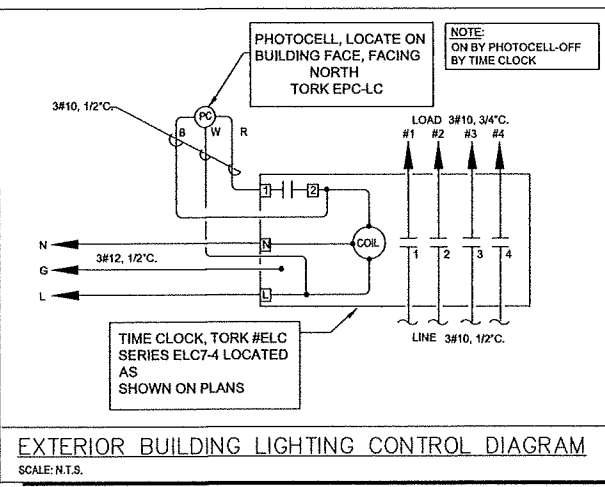 PHOTOCELL, LOCATE ON
BUILDING FACE, FACING
NORTH
TORK EPC-LC
NOTE:
ON BY PHOTOCELL-OFF
BY TIME CLOCK
3#10, 1/2"C.
PC
B W R
LOAD 3#10, 3/4"C.
#1 #2 #3 #4
1 2
N
N
COIL
1 2 3 4
3#12, 1/2"C.
G
L
L
LINE 3#10, 1/2"C.
TIME CLOCK, TORK #ELC
SERIES ELC7-4 LOCATED
AS
SHOWN ON PLANS
EXTERIOR BUILDING LIGHTING CONTROL DIAGRAM
SCALE: N.T.S.